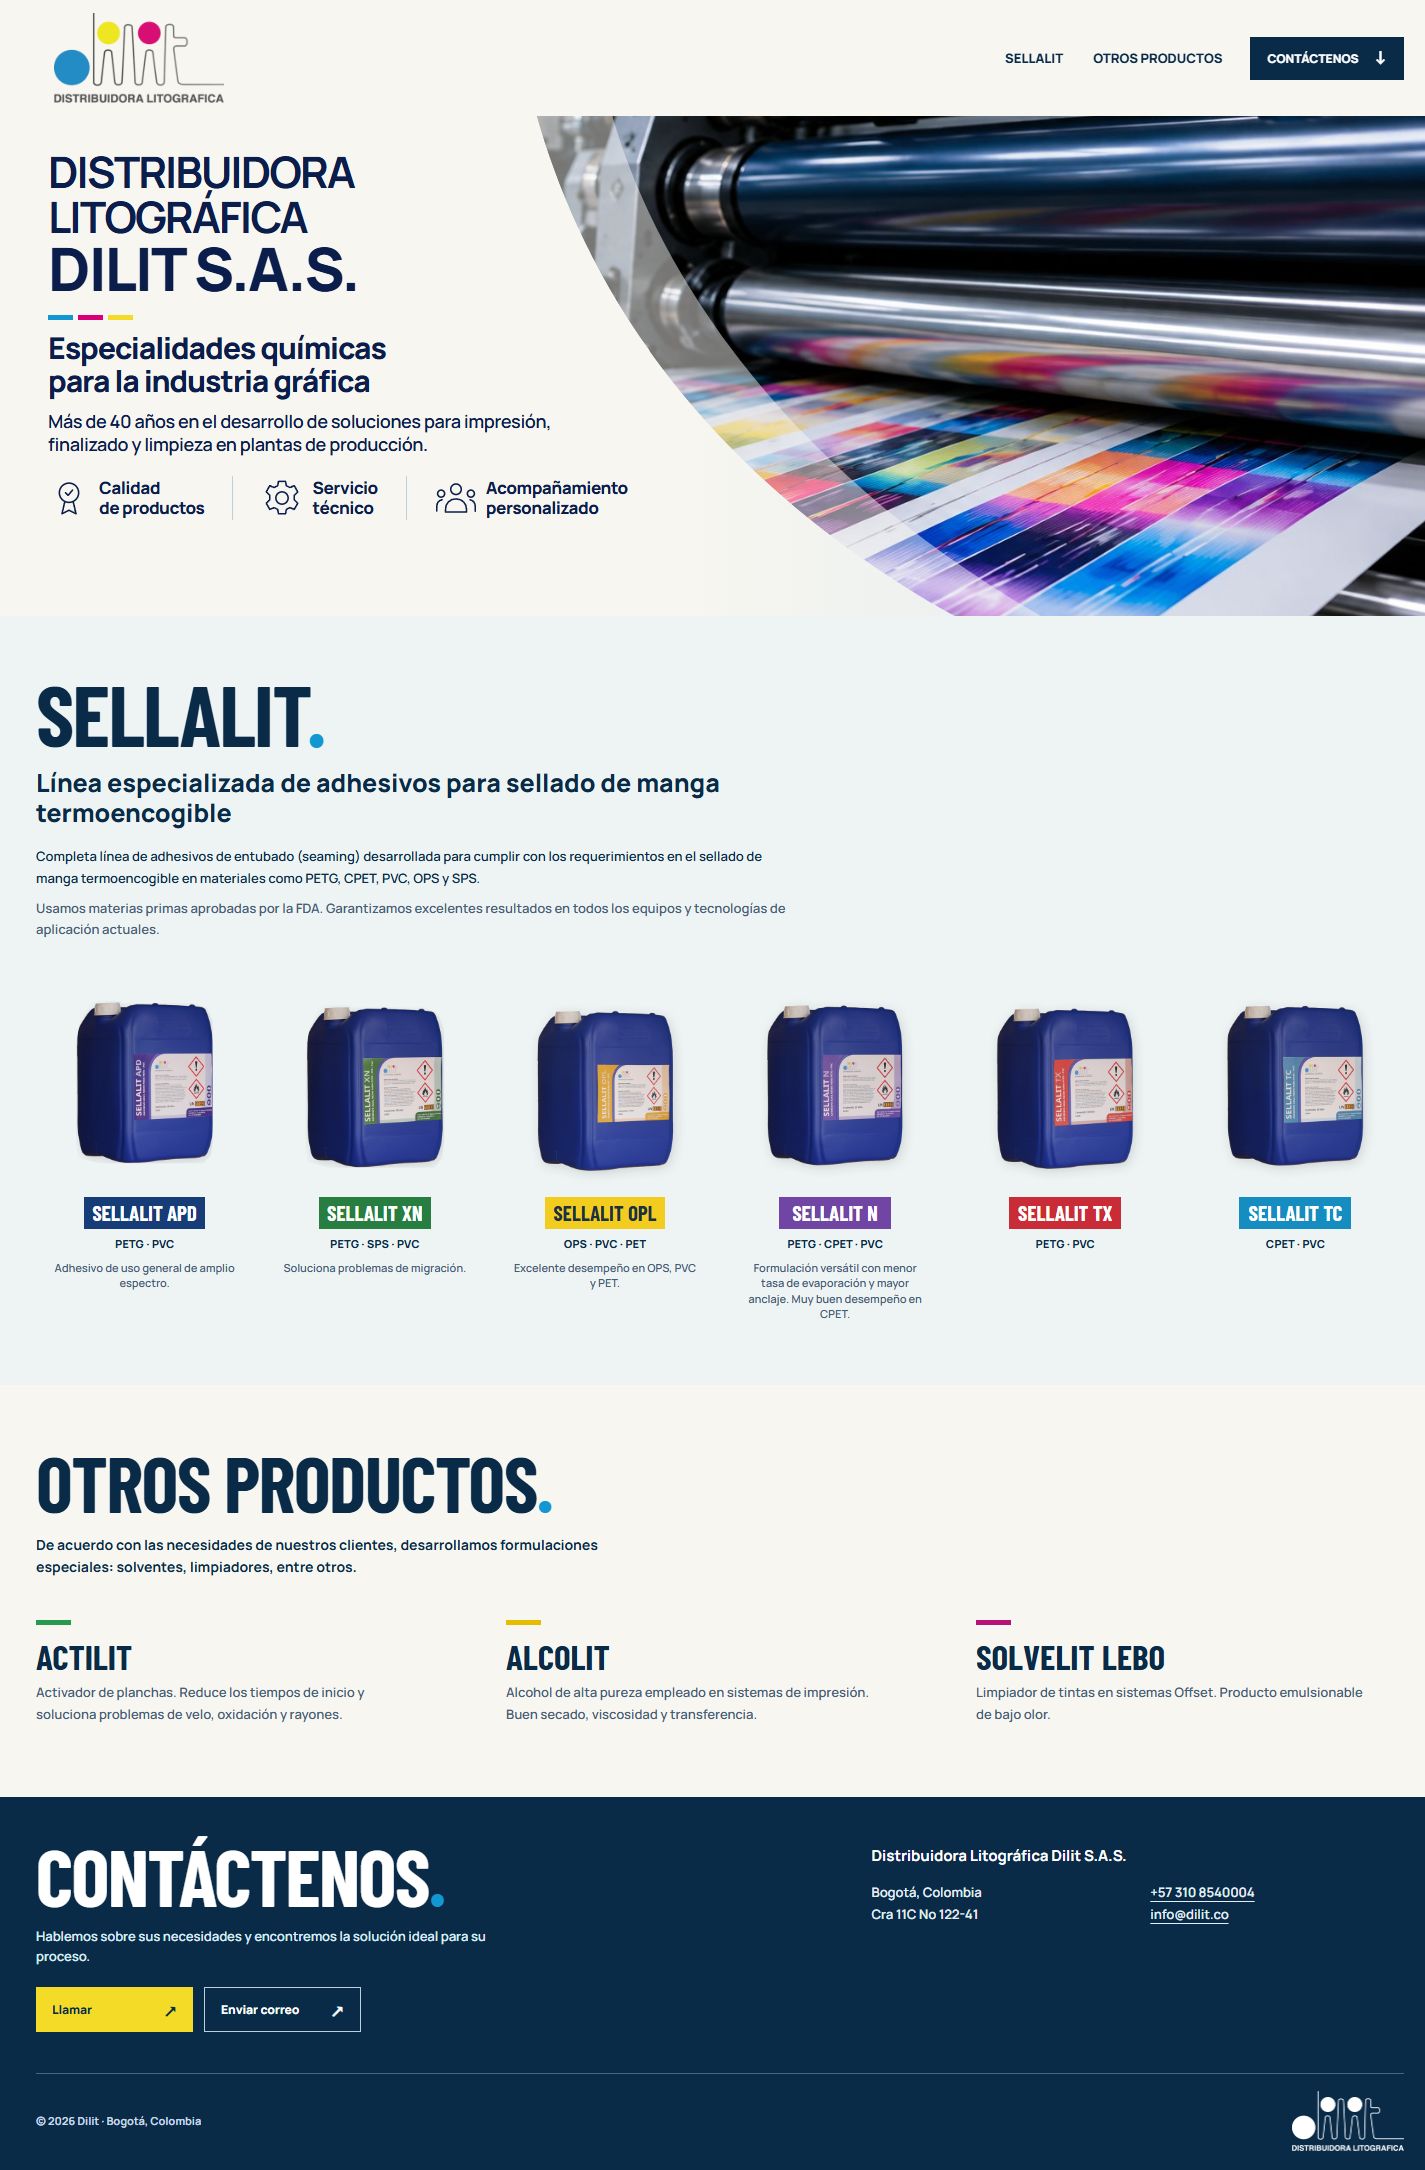 dilit
DISTRIBUIDORA LITOGRAFICA
SELLALIT
OTROS PRODUCTOS
CONTÁCTENOS ↓
DISTRIBUIDORA
LITOGRÁFICA
DILIT S.A.S.
Especialidades químicas
para la industria gráfica
Más de 40 años en el desarrollo de soluciones para impresión,
finalizado y limpieza en plantas de producción.
Calidad
de productos
Servicio
técnico
Acompañamiento
personalizado
SELLALIT.
Línea especializada de adhesivos para sellado de manga
termoencogible
Completa línea de adhesivos de entubado (seaming) desarrollada para cumplir con los requerimientos en el sellado de
manga termoencogible en materiales como PETG, CPET, PVC, OPS y SPS.
Usamos materias primas aprobadas por la FDA. Garantizamos excelentes resultados en todos los equipos y tecnologías de
aplicación actuales.
SELLALIT APD
SELLALIT XN
SELLALIT OPL
SELLALIT N
SELLALIT TX
SELLALIT TC
SELLALIT APD
PETG · PVC
Adhesivo de uso general de amplio
espectro.
SELLALIT XN
PETG · SPS · PVC
Soluciona problemas de migración.
SELLALIT OPL
OPS · PVC · PET
Excelente desempeño en OPS, PVC
y PET.
SELLALIT N
PETG · CPET · PVC
Formulación versátil con menor
tasa de evaporación y mayor
anclaje. Muy buen desempeño en
CPET.
SELLALIT TX
PETG · PVC
SELLALIT TC
CPET · PVC
OTROS PRODUCTOS.
De acuerdo con las necesidades de nuestros clientes, desarrollamos formulaciones
especiales: solventes, limpiadores, entre otros.
ACTILIT
Activador de planchas. Reduce los tiempos de inicio y
soluciona problemas de velo, oxidación y rayones.
ALCOLIT
Alcohol de alta pureza empleado en sistemas de impresión.
Buen secado, viscosidad y transferencia.
SOLVELIT LEBO
Limpiador de tintas en sistemas Offset. Producto emulsionable
de bajo olor.
CONTÁCTENOS.
Hablemos sobre sus necesidades y encontremos la solución ideal para su
proceso.
Llamar ↗
Enviar correo ↗
Distribuidora Litográfica Dilit S.A.S.
Bogotá, Colombia
Cra 11C No 122-41
+57 310 8540004
info@dilit.co
© 2026 Dilit · Bogotá, Colombia
dilit
DISTRIBUIDORA LITOGRAFICA